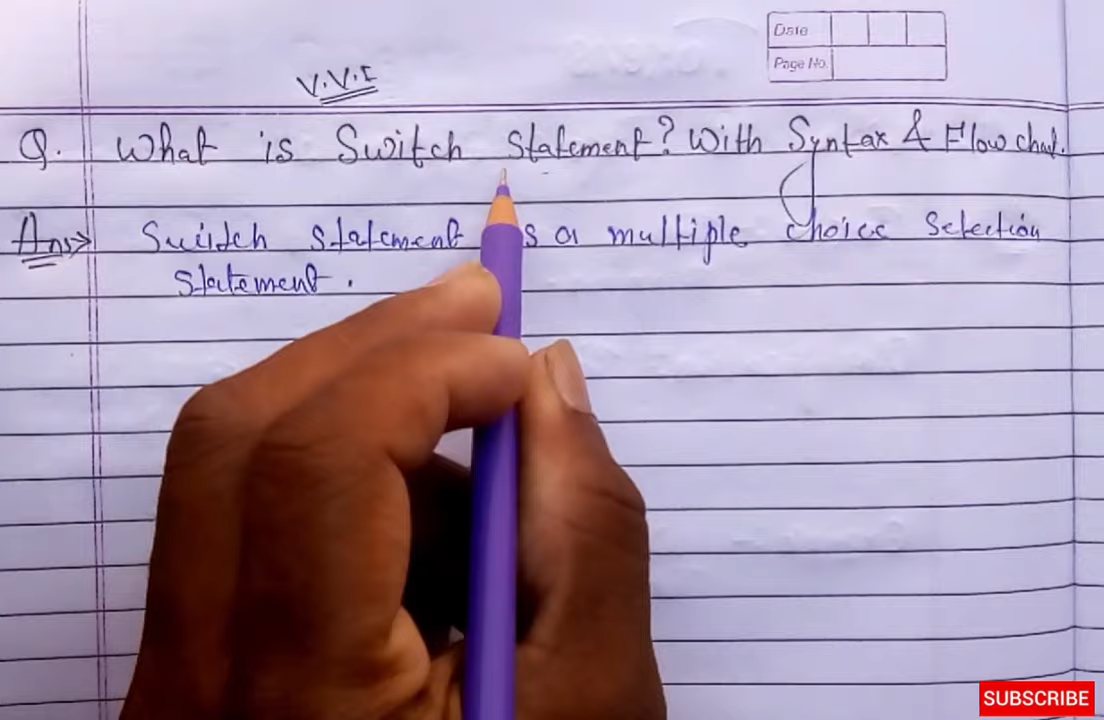 Date
Page No.
V.V.I
Q. What is Switch Statement? With Syntax & Flow chart.
Ans→ Switch statement is a multiple choice Selection
statement.
SUBSCRIBE